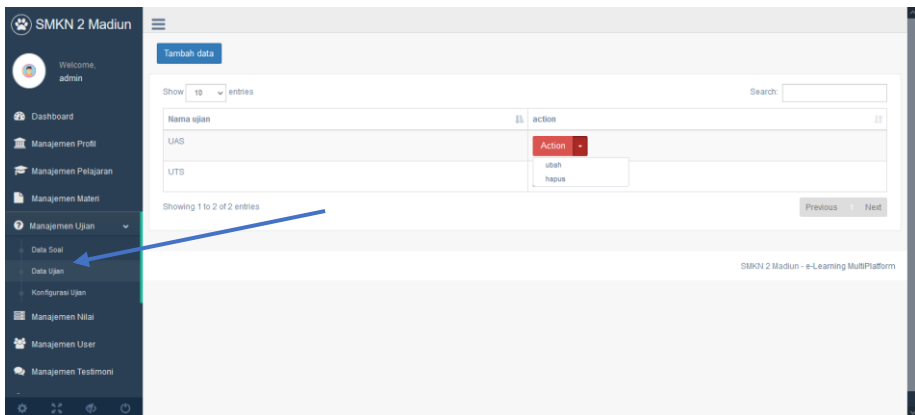 SMKN 2 Madiun
Welcome,
admin
Dashboard
Manajemen Profil
Manajemen Pelajaran
Manajemen Materi
Manajemen Ujian
Data Soal
Data Ujian
Konfigurasi Ujian
Manajemen Nilai
Manajemen User
Manajemen Testimoni
Tambah data
Show 10 entries
Search:
Nama ujian action
UAS Action
ubah
hapus
UTS
Showing 1 to 2 of 2 entries
Previous 1 Next
SMKN 2 Madiun - e-Learning MultiPlatform